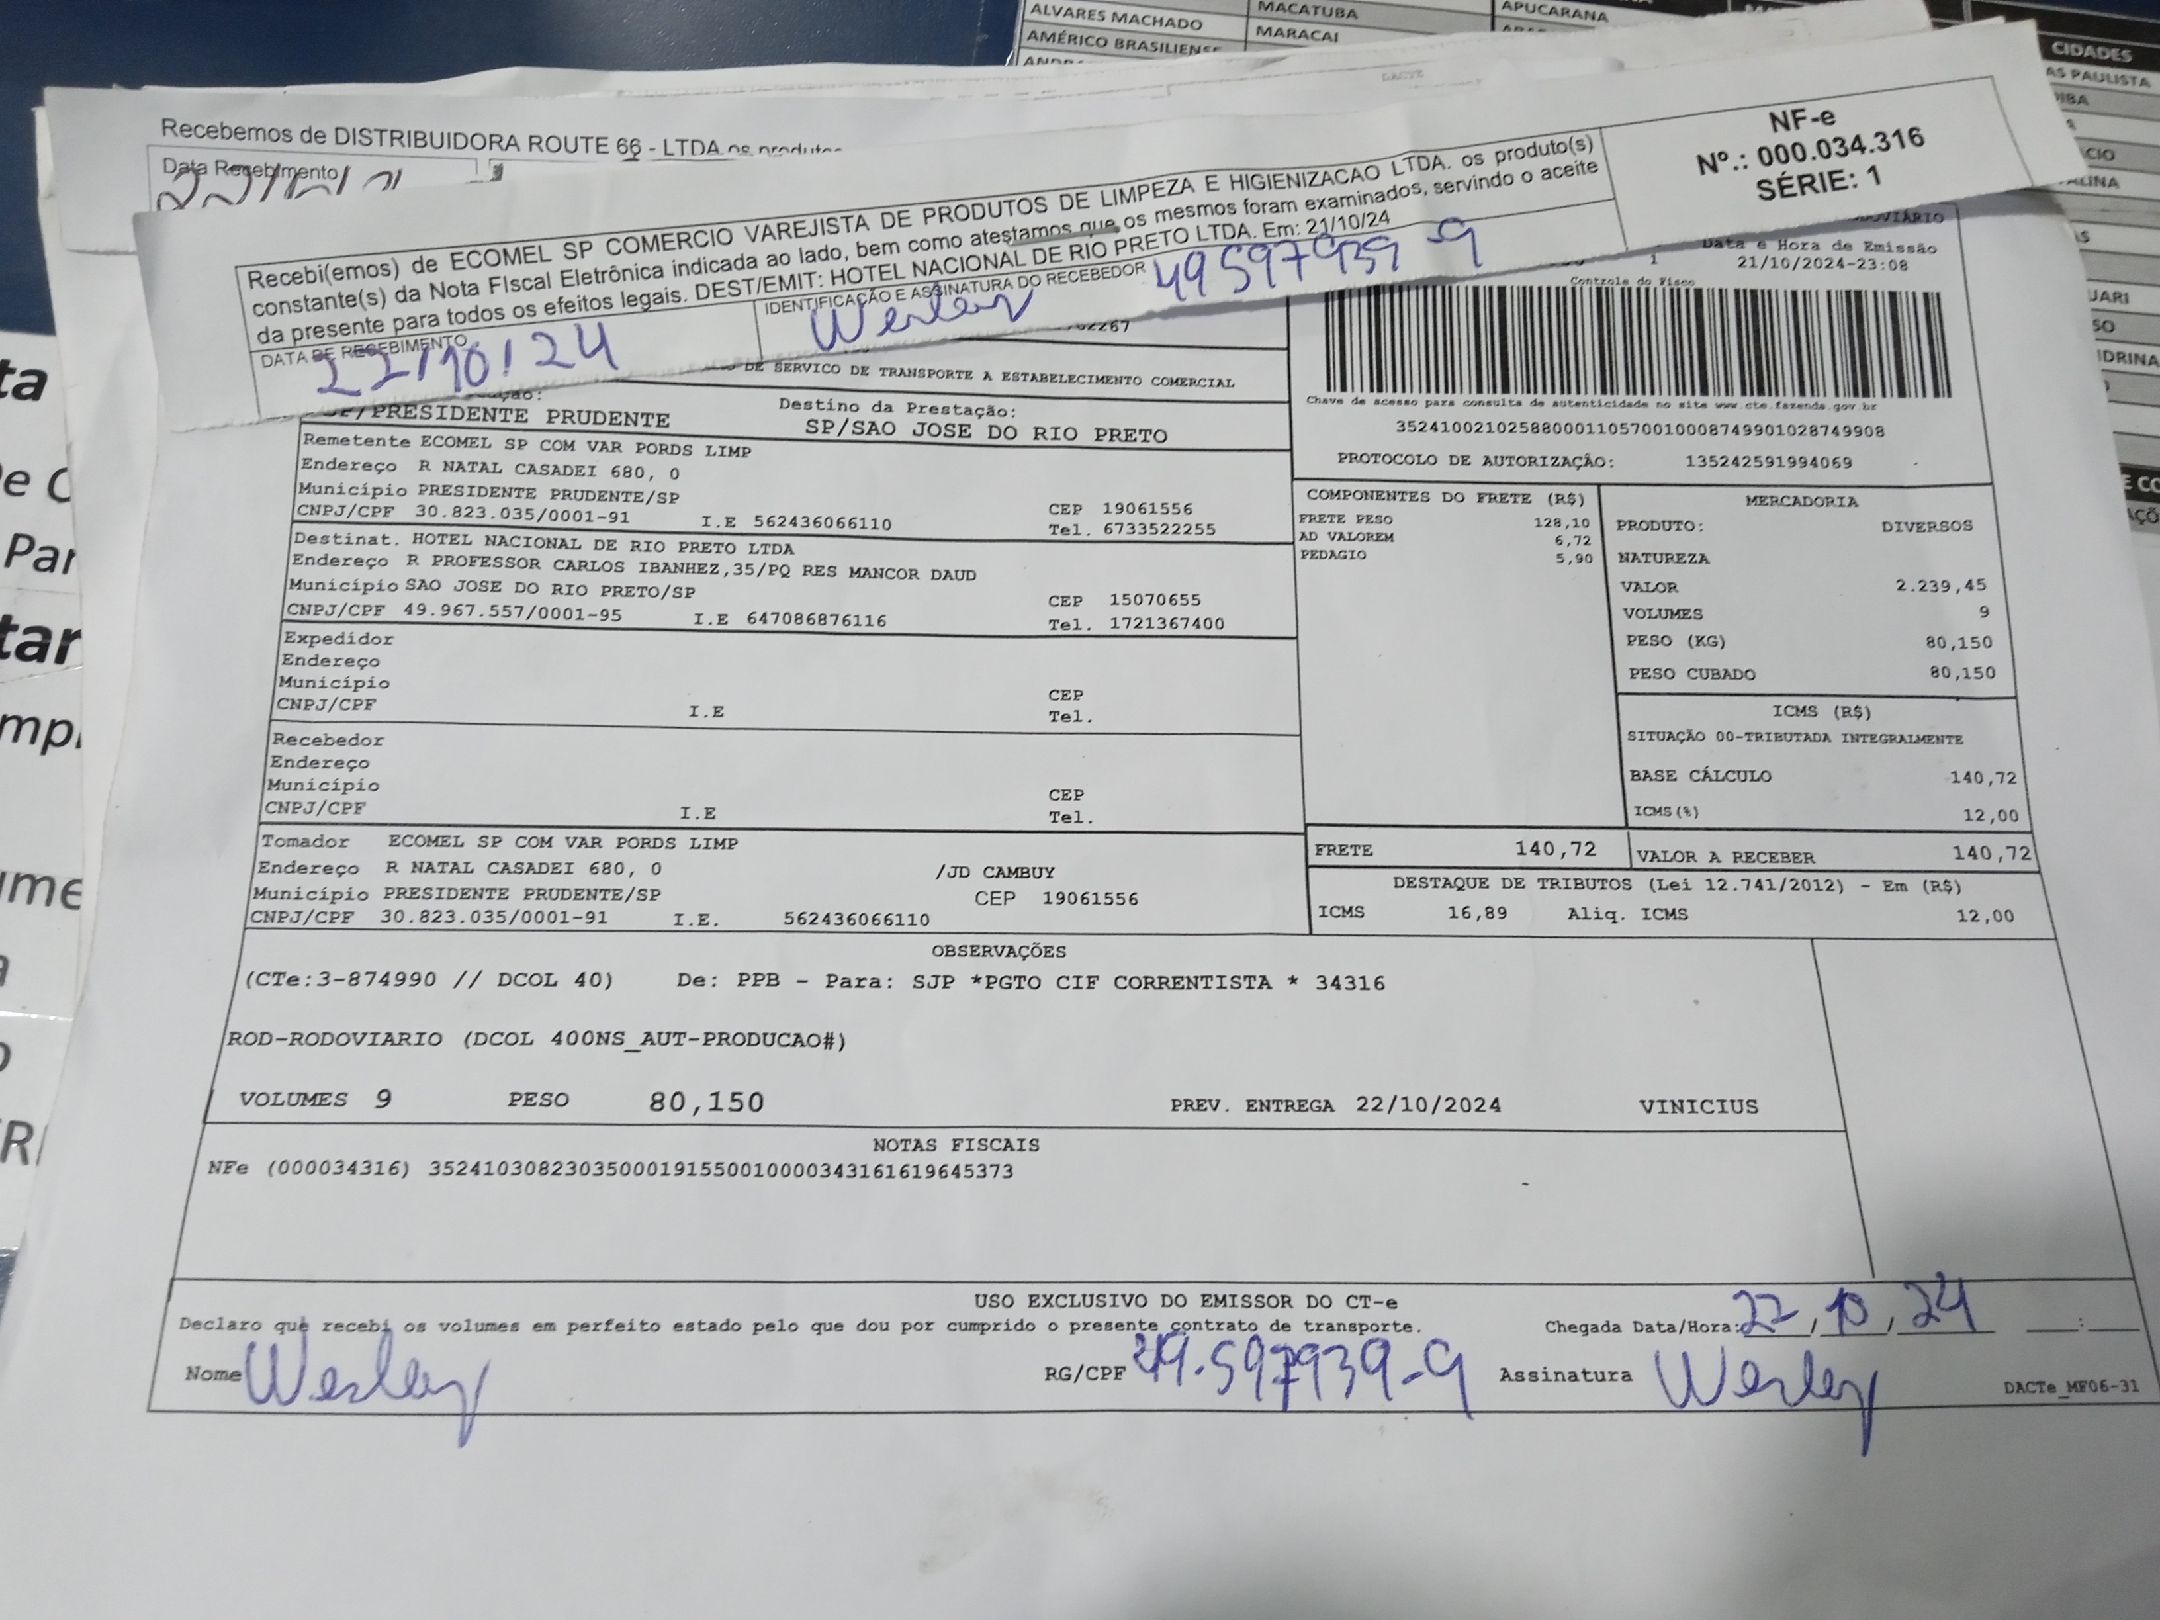 ALVARES MACHADO
MACATUBA
APUCARANA
AMÉRICO BRASILIENSE
MARACAI
CIDADES
AS PAULISTA
Recebemos de DISTRIBUIDORA ROUTE 66 - LTDA os produtos
Data Recebimento
NF-e
Nº.: 000.034.316
SÉRIE: 1
Recebi(emos) de ECOMEL SP COMERCIO VAREJISTA DE PRODUTOS DE LIMPEZA E HIGIENIZACAO LTDA. os produto(s)
constante(s) da Nota FIscal Eletrônica indicada ao lado, bem como atestamos que os mesmos foram examinados, servindo o aceite
da presente para todos os efeitos legais. DEST/EMIT: HOTEL NACIONAL DE RIO PRETO LTDA. Em: 21/10/24
DATA DE RECEBIMENTO
22/10/24
IDENTIFICAÇÃO E ASSINATURA DO RECEBEDOR
Wesley 49597939-9
Data e Hora de Emissão
21/10/2024-23:08
Controle do Fisco
DE SERVICO DE TRANSPORTE A ESTABELECIMENTO COMERCIAL
SP/PRESIDENTE PRUDENTE
Destino da Prestação:
SP/SAO JOSE DO RIO PRETO
Chave de acesso para consulta de autenticidade no site www.cte.fazenda.gov.br
35241002102588000110570010008749901028749908
PROTOCOLO DE AUTORIZAÇÃO: 135242591994069
Remetente ECOMEL SP COM VAR PORDS LIMP
Endereço R NATAL CASADEI 680, 0
Município PRESIDENTE PRUDENTE/SP CEP 19061556
CNPJ/CPF 30.823.035/0001-91 I.E 562436066110 Tel. 6733522255
Destinat. HOTEL NACIONAL DE RIO PRETO LTDA
Endereço R PROFESSOR CARLOS IBANHEZ,35/PQ RES MANCOR DAUD
Município SAO JOSE DO RIO PRETO/SP CEP 15070655
CNPJ/CPF 49.967.557/0001-95 I.E 647086876116 Tel. 1721367400
Expedidor
Endereço
Município CEP
CNPJ/CPF I.E Tel.
Recebedor
Endereço
Município CEP
CNPJ/CPF I.E Tel.
Tomador ECOMEL SP COM VAR PORDS LIMP
Endereço R NATAL CASADEI 680, 0 /JD CAMBUY
Município PRESIDENTE PRUDENTE/SP CEP 19061556
CNPJ/CPF 30.823.035/0001-91 I.E. 562436066110
COMPONENTES DO FRETE (R$)
FRETE PESO 128,10
AD VALOREM 6,72
PEDAGIO 5,90
MERCADORIA
PRODUTO: DIVERSOS
NATUREZA
VALOR 2.239,45
VOLUMES 9
PESO (KG) 80,150
PESO CUBADO 80,150
ICMS (R$)
SITUAÇÃO 00-TRIBUTADA INTEGRALMENTE
BASE CÁLCULO 140,72
ICMS(%) 12,00
FRETE 140,72 VALOR A RECEBER 140,72
DESTAQUE DE TRIBUTOS (Lei 12.741/2012) - Em (R$)
ICMS 16,89 Aliq. ICMS 12,00
OBSERVAÇÕES
(CTe:3-874990 // DCOL 40) De: PPB - Para: SJP *PGTO CIF CORRENTISTA * 34316
ROD-RODOVIARIO (DCOL 400NS_AUT-PRODUCAO#)
VOLUMES 9 PESO 80,150 PREV. ENTREGA 22/10/2024 VINICIUS
NOTAS FISCAIS
NFe (000034316) 35241030823035000191550010000343161619645373
USO EXCLUSIVO DO EMISSOR DO CT-e
Declaro que recebi os volumes em perfeito estado pelo que dou por cumprido o presente contrato de transporte. Chegada Data/Hora: 22/10/24
Nome Wesley RG/CPF 49.597939-9 Assinatura Wesley
DACTe_MF06-31